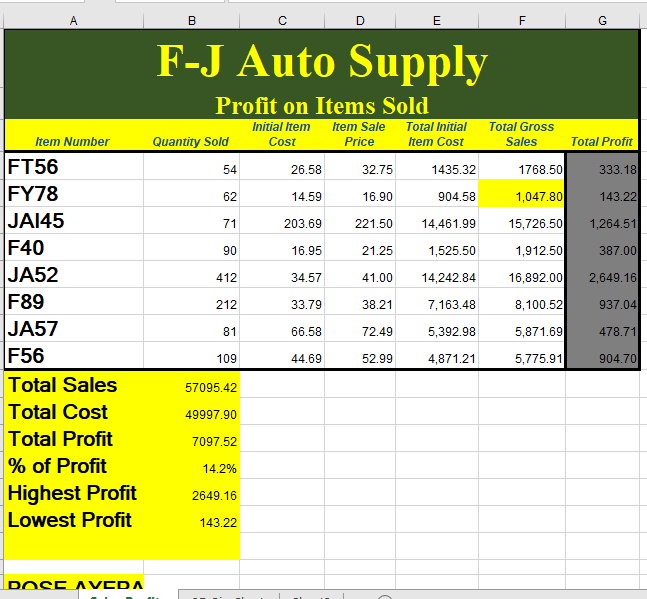 A B C D E F G
F-J Auto Supply
Profit on Items Sold
Item Number Quantity Sold Initial Item Cost Item Sale Price Total Initial Item Cost Total Gross Sales Total Profit
FT56 54 26.58 32.75 1435.32 1768.50 333.18
FY78 62 14.59 16.90 904.58 1,047.80 143.22
JAI45 71 203.69 221.50 14,461.99 15,726.50 1,264.51
F40 90 16.95 21.25 1,525.50 1,912.50 387.00
JA52 412 34.57 41.00 14,242.84 16,892.00 2,649.16
F89 212 33.79 38.21 7,163.48 8,100.52 937.04
JA57 81 66.58 72.49 5,392.98 5,871.69 478.71
F56 109 44.69 52.99 4,871.21 5,775.91 904.70
Total Sales 57095.42
Total Cost 49997.90
Total Profit 7097.52
% of Profit 14.2%
Highest Profit 2649.16
Lowest Profit 143.22
ROSE AYERA